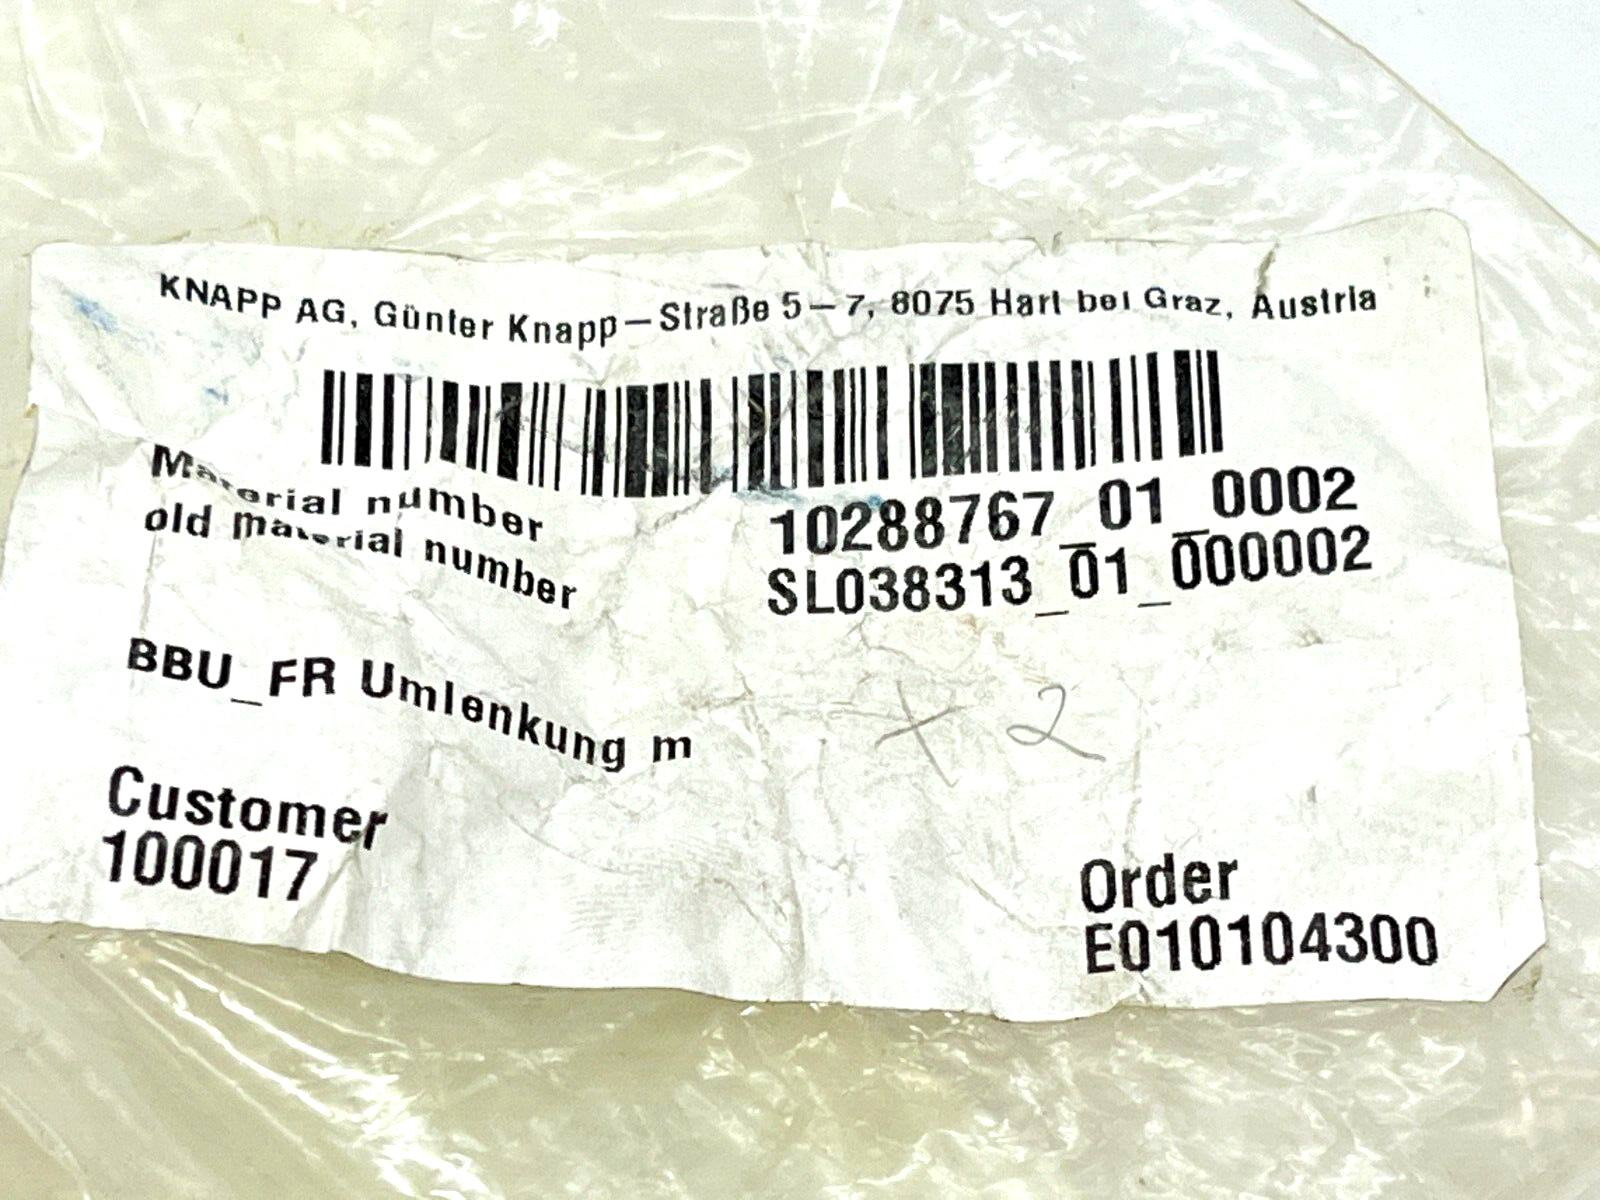 KNAPP AG, Günter Knapp-Straße 5-7, 8075 Hart bei Graz, Austria
Material number 10288767_01_0002
old material number SL038313_01_000002
BBU_FR Umlenkung m
x 2
Customer
100017
Order
E010104300